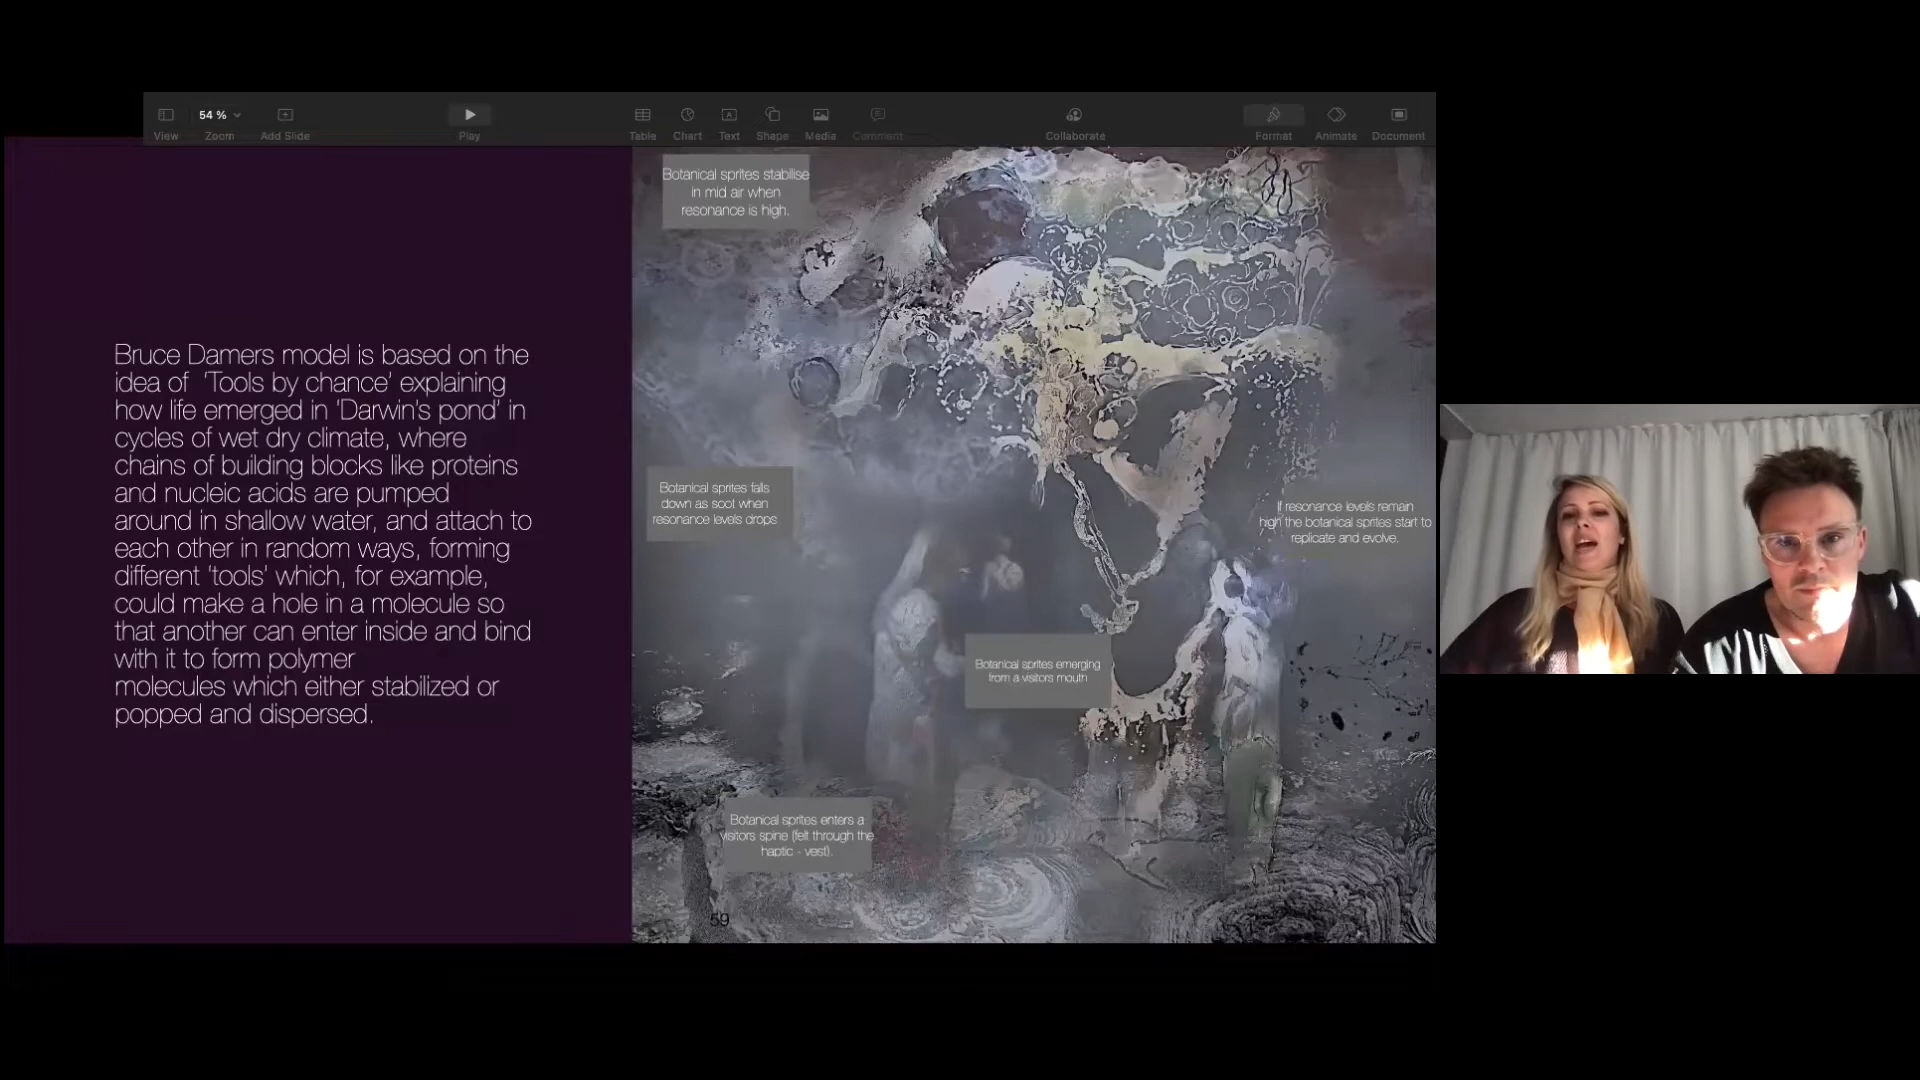 54 %
View
Zoom
Add Slide
Play
Table
Chart
Text
Shape
Media
Comment
Collaborate
Format
Animate
Document
Bruce Damers model is based on the
idea of 'Tools by chance' explaining
how life emerged in 'Darwin's pond' in
cycles of wet dry climate, where
chains of building blocks like proteins
and nucleic acids are pumped
around in shallow water, and attach to
each other in random ways, forming
different 'tools' which, for example,
could make a hole in a molecule so
that another can enter inside and bind
with it to form polymer
molecules which either stabilized or
popped and dispersed.
Botanical sprites stabilise
in mid air when
resonance is high.
Botanical sprites falls
down as soot when
resonance levels drops
If resonance levels remain
high the botanical sprites start to
replicate and evolve.
Botanical sprites emerging
from a visitors mouth
Botanical sprites enters a
visitors spine (felt through the
haptic - vest).
59